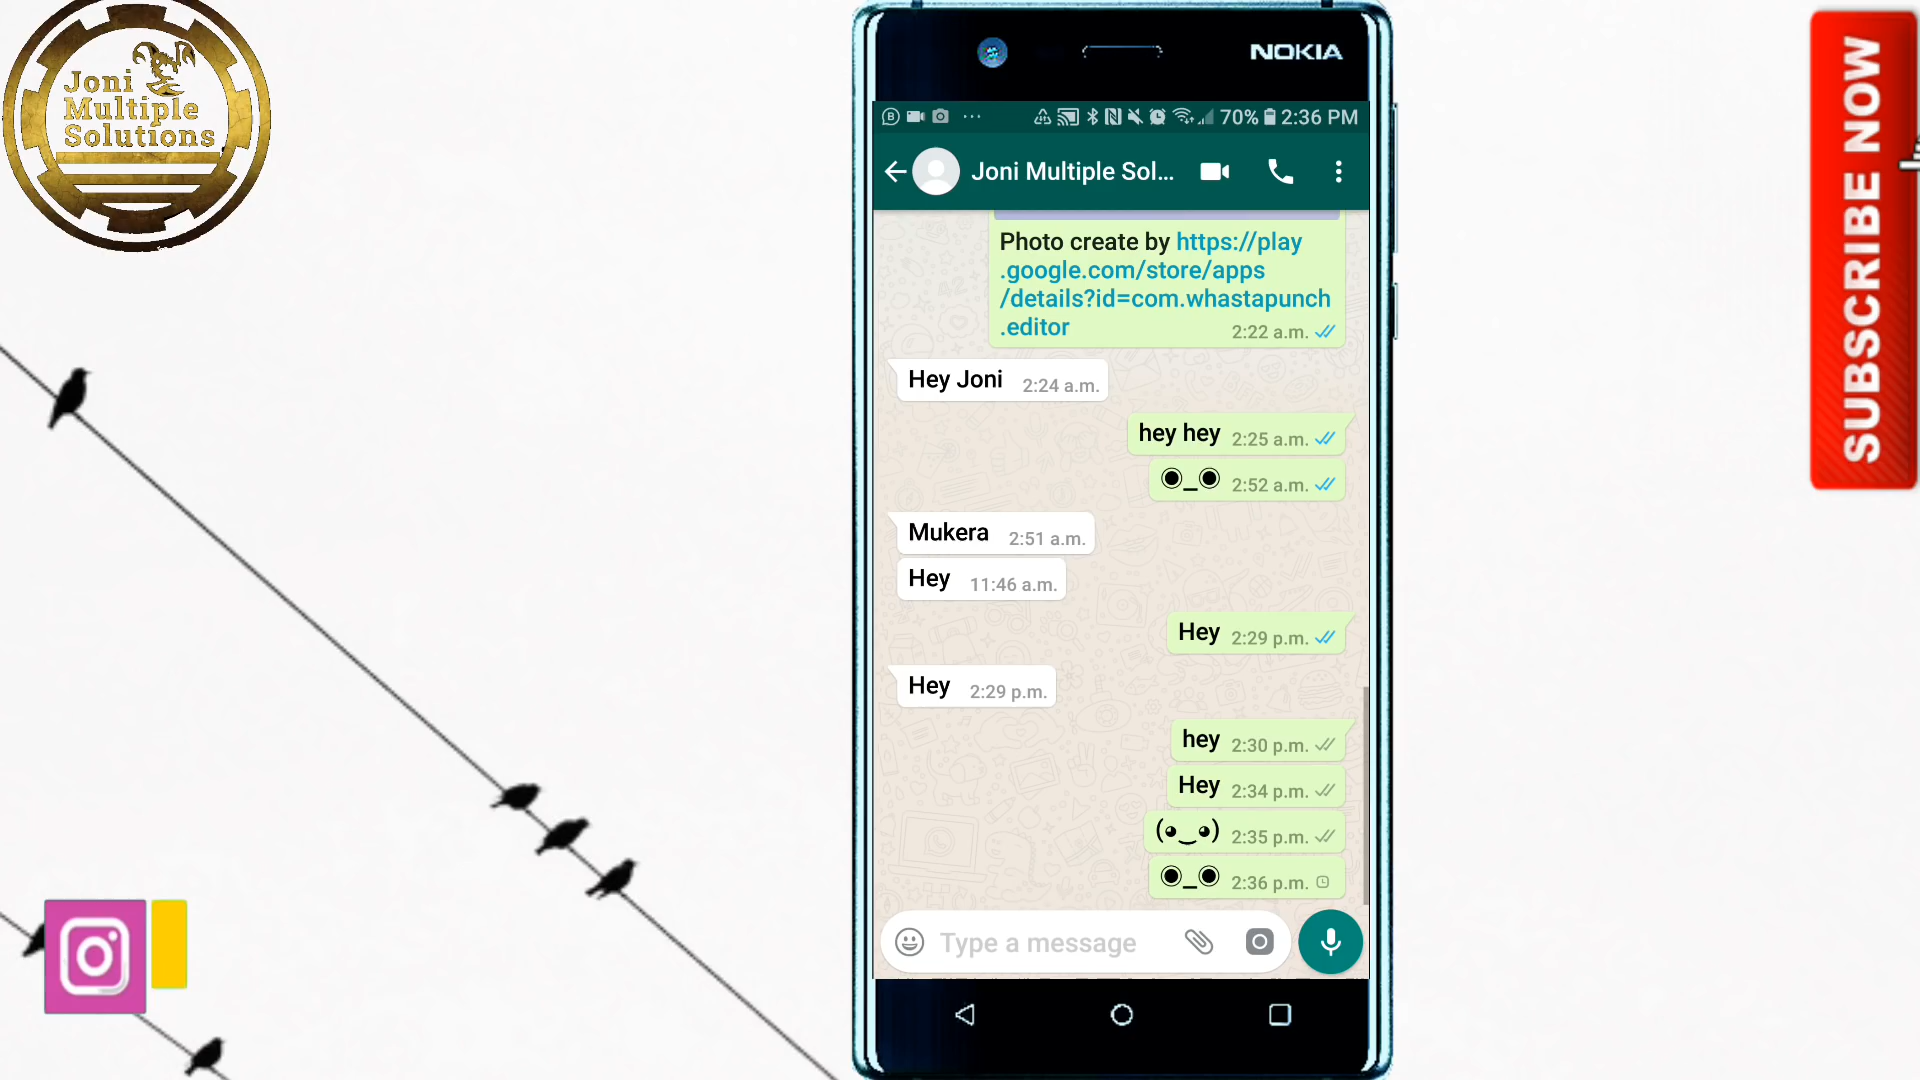 Joni
Multiple
Solutions
NOKIA
70% 2:36 PM
Joni Multiple Sol...
Photo create by https://play
.google.com/store/apps
/details?id=com.whastapunch
.editor 2:22 a.m.
Hey Joni 2:24 a.m.
hey hey 2:25 a.m.
◉_◉ 2:52 a.m.
Mukera 2:51 a.m.
Hey 11:46 a.m.
Hey 2:29 p.m.
Hey 2:29 p.m.
hey 2:30 p.m.
Hey 2:34 p.m.
(◕‿◕) 2:35 p.m.
◉_◉ 2:36 p.m.
Type a message
SUBSCRIBE NOW